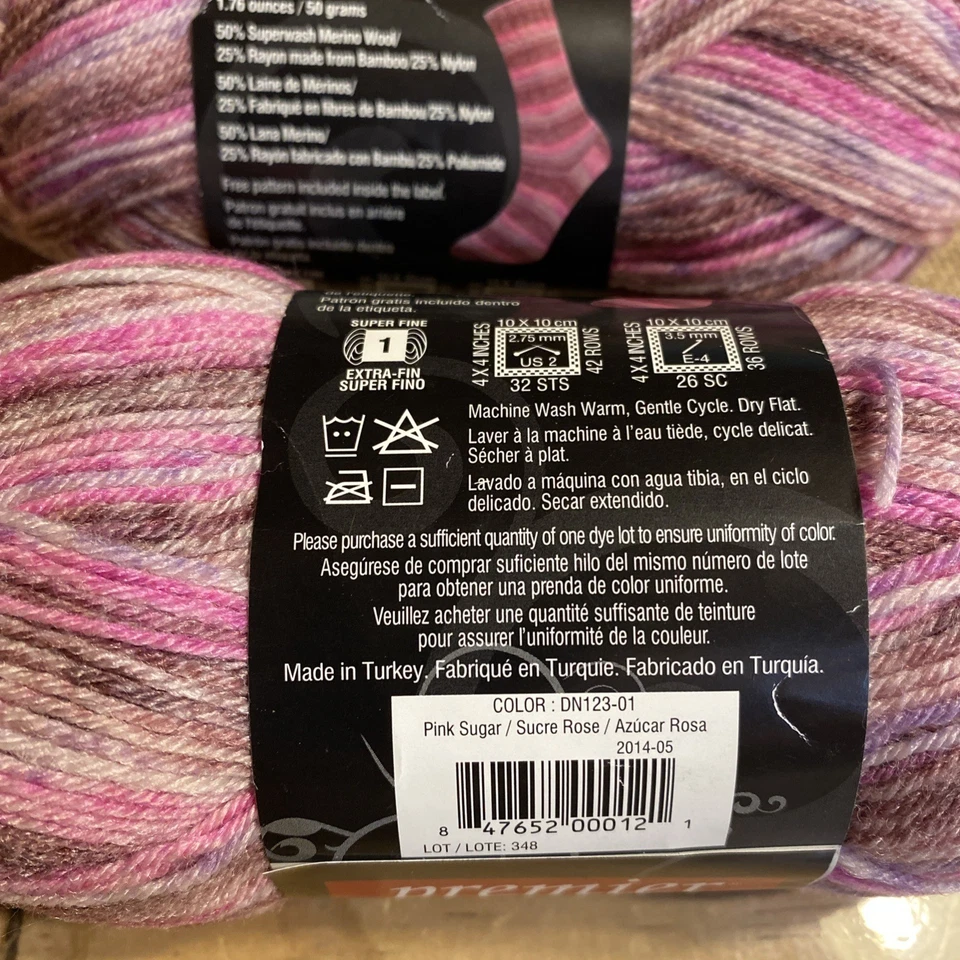 1.76 ounces / 50 grams
50% Superwash Merino Wool/
25% Rayon made from Bamboo/25% Nylon
50% Laine de Merinos/
25% Fabriqué en fibres de Bambou/25% Nylon
50% Lana Merino/
25% Rayón fabricado con Bambú/25% Poliamide
Free pattern included inside the label.
Patron gratuit inclus en arrière
de l'etiquette.
Patrón gratis incluido dentro
de l'etiquette.
Patrón gratis incluido dentro
de la etiqueta.
SUPER FINE
1
EXTRA-FIN
SUPER FINO
4 X 4 INCHES
10 X 10 cm
2.75 mm
US 2
42 ROWS
32 STS
4 X 4 INCHES
10 X 10 cm
3.5 mm
E-4
36 ROWS
26 SC
Machine Wash Warm, Gentle Cycle. Dry Flat.
Laver à la machine à l'eau tiède, cycle delicat.
Sécher à plat.
Lavado a máquina con agua tibia, en el ciclo
delicado. Secar extendido.
Please purchase a sufficient quantity of one dye lot to ensure uniformity of color.
Asegúrese de comprar suficiente hilo del mismo número de lote
para obtener una prenda de color uniforme.
Veuillez acheter une quantité suffisante de teinture
pour assurer l'uniformité de la couleur.
Made in Turkey. Fabriqué en Turquie. Fabricado en Turquía.
COLOR : DN123-01
Pink Sugar / Sucre Rose / Azúcar Rosa
2014-05
8 47652 00012 1
LOT / LOTE: 348
premier